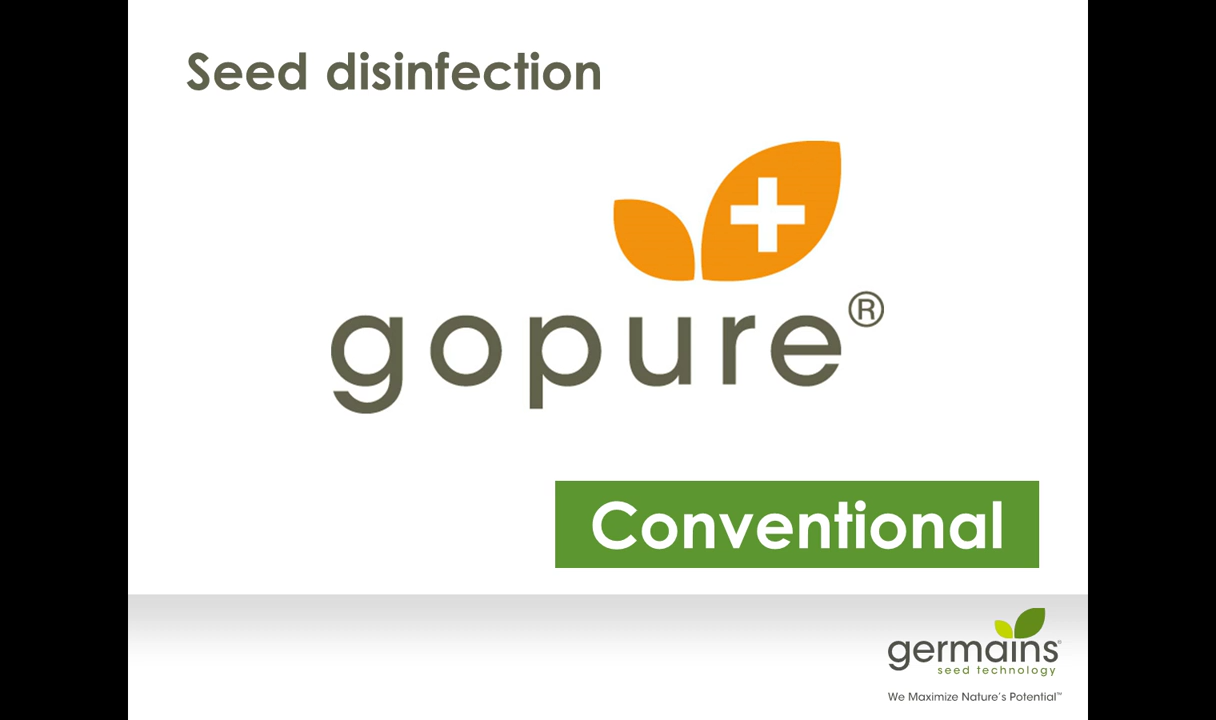 Seed disinfection
gopure®
Conventional
germains®
seed technology
We Maximize Nature's Potential™